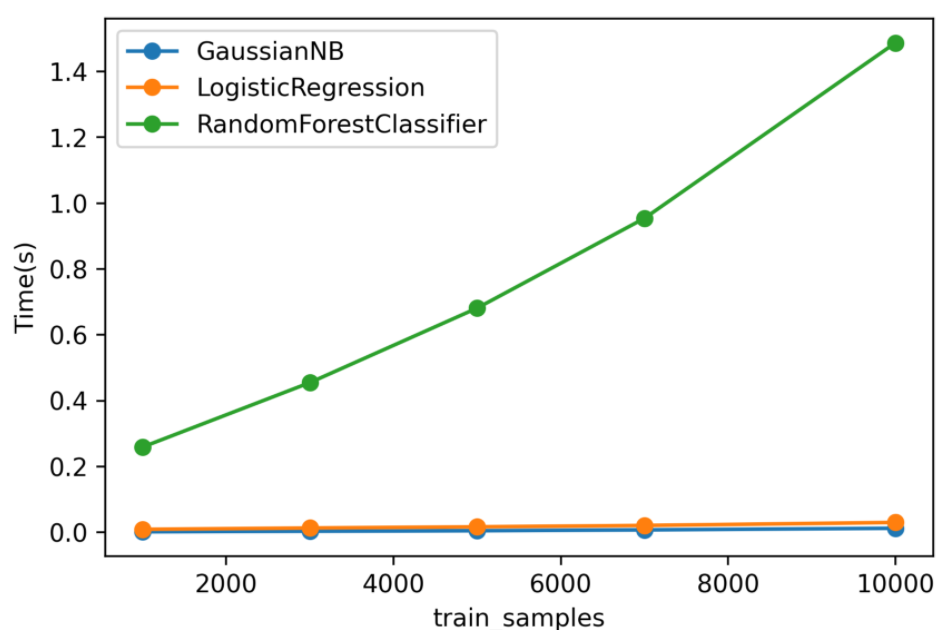 GaussianNB
LogisticRegression
RandomForestClassifier
Time(s)
1.4
1.2
1.0
0.8
0.6
0.4
0.2
0.0
2000 4000 6000 8000 10000
train_samples